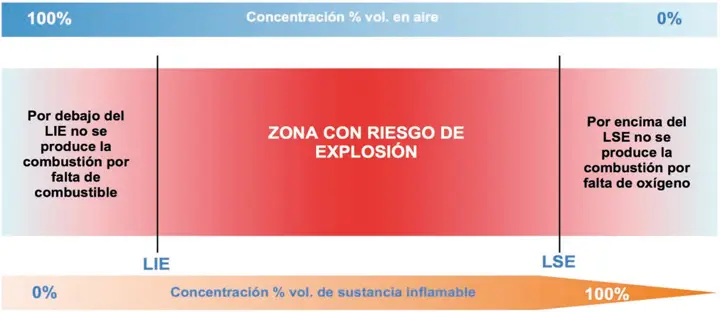 100% Concentración % vol. en aire 0%
Por debajo del
LIE no se
produce la
combustión por
falta de
combustible
ZONA CON RIESGO DE
EXPLOSIÓN
Por encima del
LSE no se
produce la
combustión por
falta de oxígeno
LIE
LSE
0% Concentración % vol. de sustancia inflamable 100%